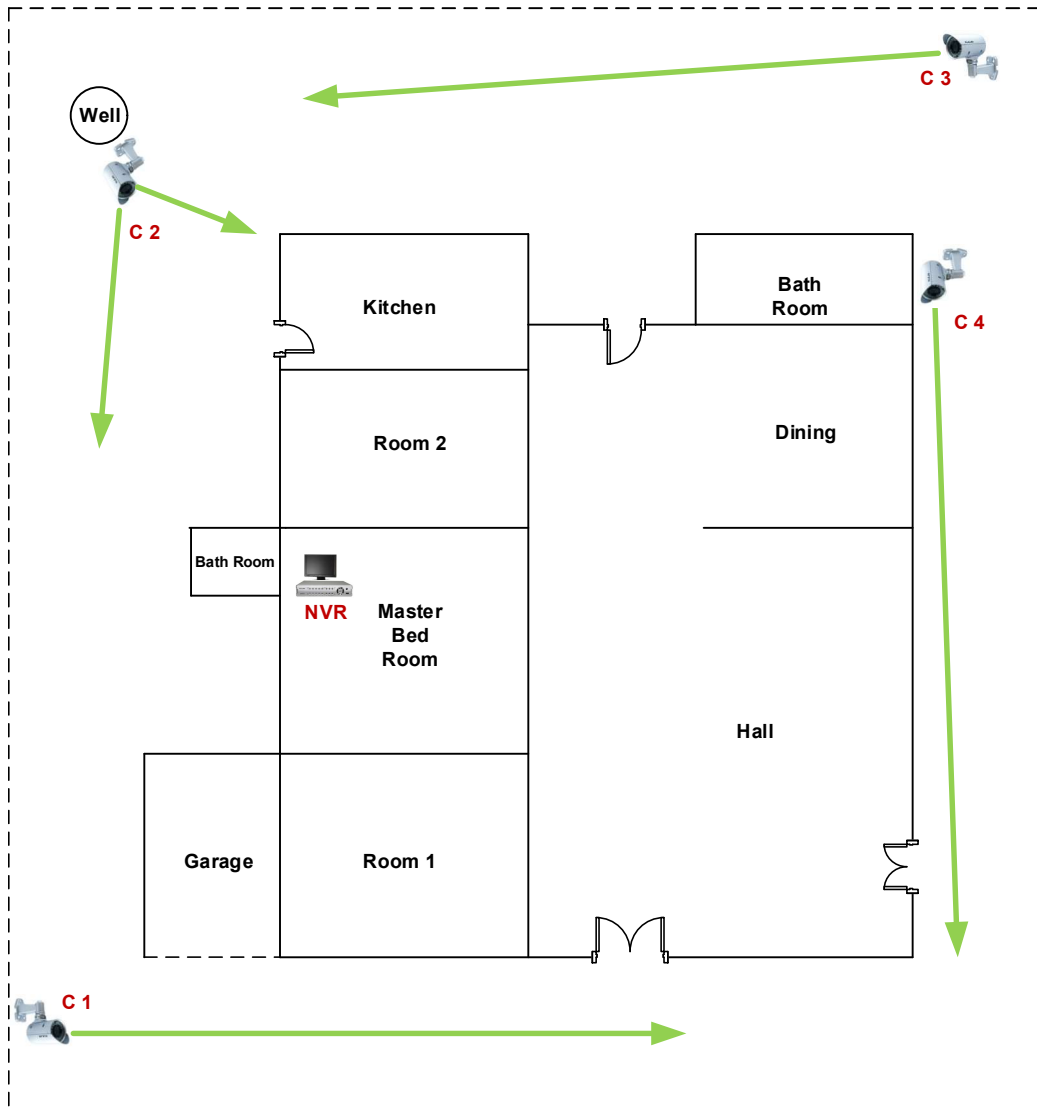 C 3
Well
C 2
Kitchen
Bath
Room
C 4
Room 2
Dining
Bath Room
NVR
Master
Bed
Room
Hall
Garage
Room 1
C 1